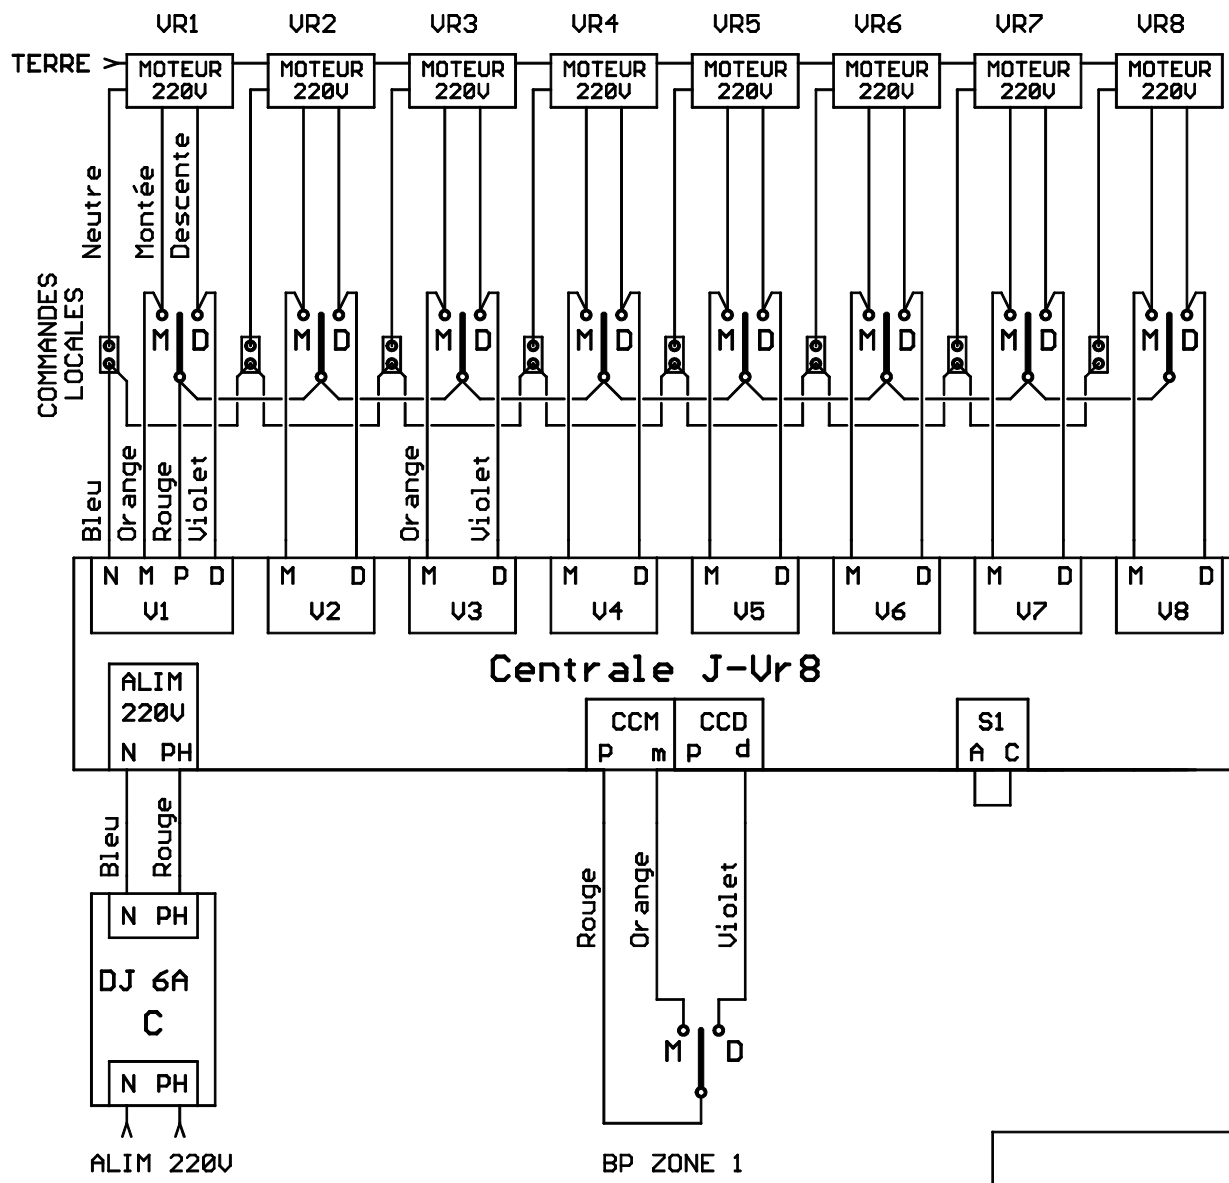 VR1 VR2 VR3 VR4 VR5 VR6 VR7 VR8
TERRE >
MOTEUR MOTEUR MOTEUR MOTEUR MOTEUR MOTEUR MOTEUR MOTEUR
220V 220V 220V 220V 220V 220V 220V 220V
Neutre
Montée
Descente
COMMANDES
LOCALES
M D M D M D M D M D M D M D M D
Bleu
Orange
Rouge
Violet
Orange
Violet
N M P D M D M D M D M D M D M D M D
V1 V2 V3 V4 V5 V6 V7 V8
Centrale J-Vr8
ALIM
220V
N PH
CCM CCD
p m p d
S1
A C
Bleu
Rouge
Rouge
Orange
Violet
N PH
DJ 6A
C
M D
N PH
ALIM 220V
BP ZONE 1